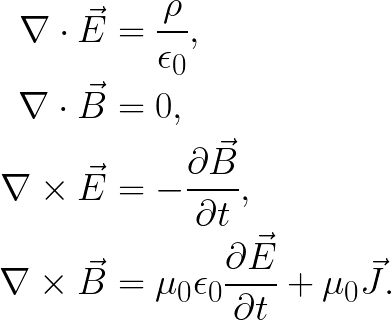 ∇ · E⃗ = ρ/ϵ₀,
∇ · B⃗ = 0,
∇ × E⃗ = −∂B⃗/∂t,
∇ × B⃗ = μ₀ϵ₀ ∂E⃗/∂t + μ₀J⃗.